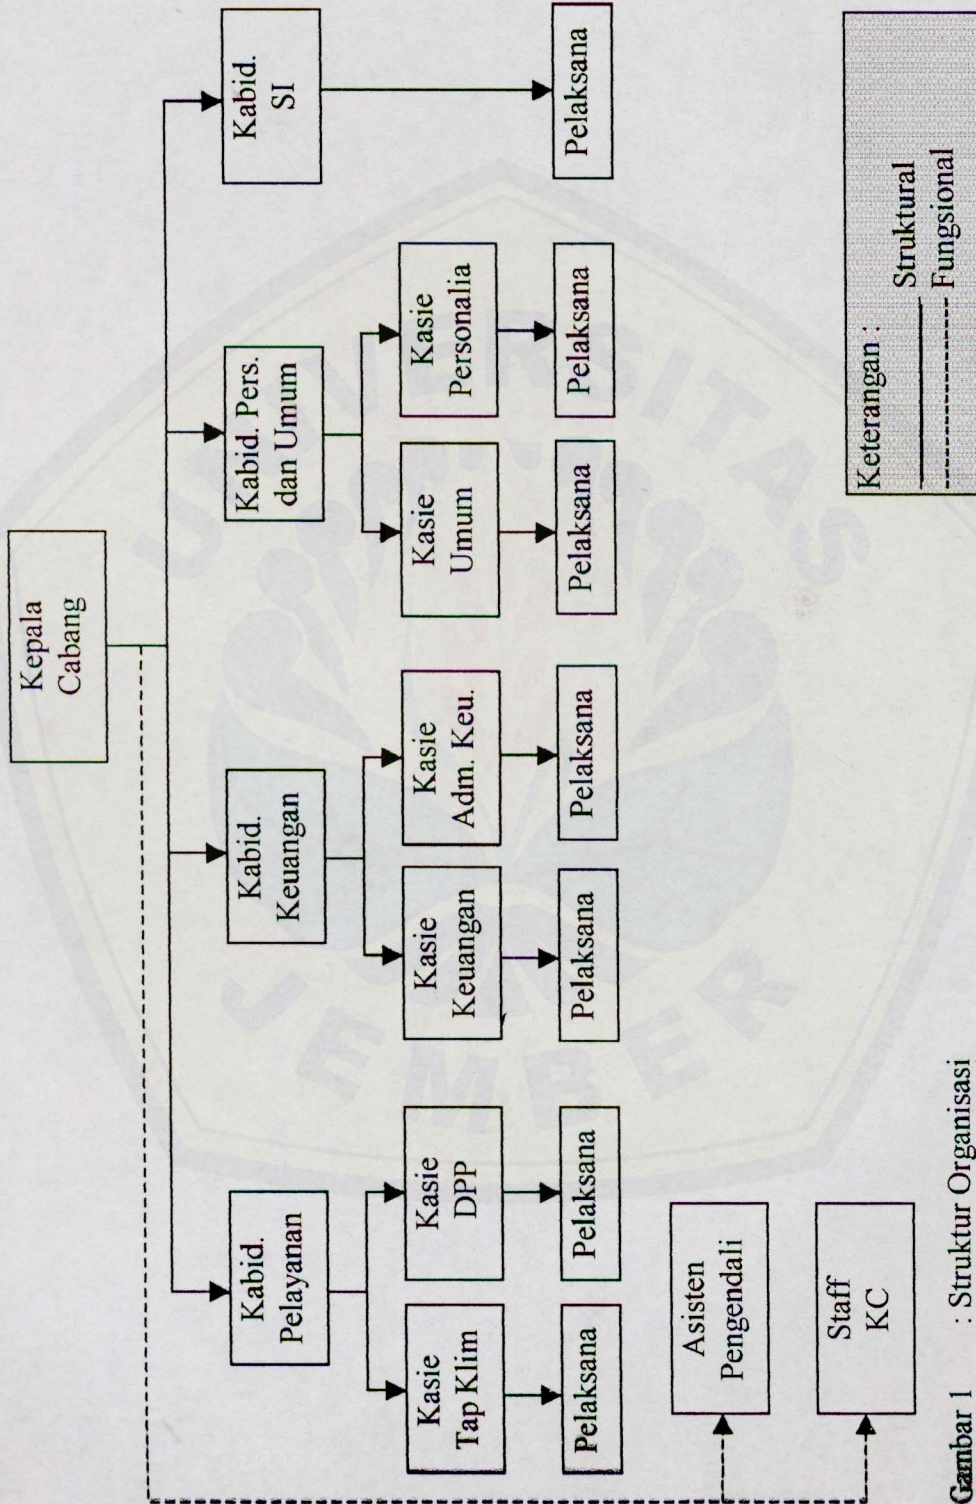 Kepala
Cabang
Kabid.
Pelayanan
Kabid.
Keuangan
Kabid. Pers.
dan Umum
Kabid.
SI
Kasie
Tap Klim
Kasie
DPP
Kasie
Keuangan
Kasie
Adm. Keu.
Kasie
Umum
Kasie
Personalia
Pelaksana
Pelaksana
Pelaksana
Pelaksana
Pelaksana
Pelaksana
Pelaksana
Asisten
Pengendali
Staff
KC
Keterangan :
Struktural
Fungsional
Gambar 1 : Struktur Organisasi
UNIVERSITAS
JEMBER